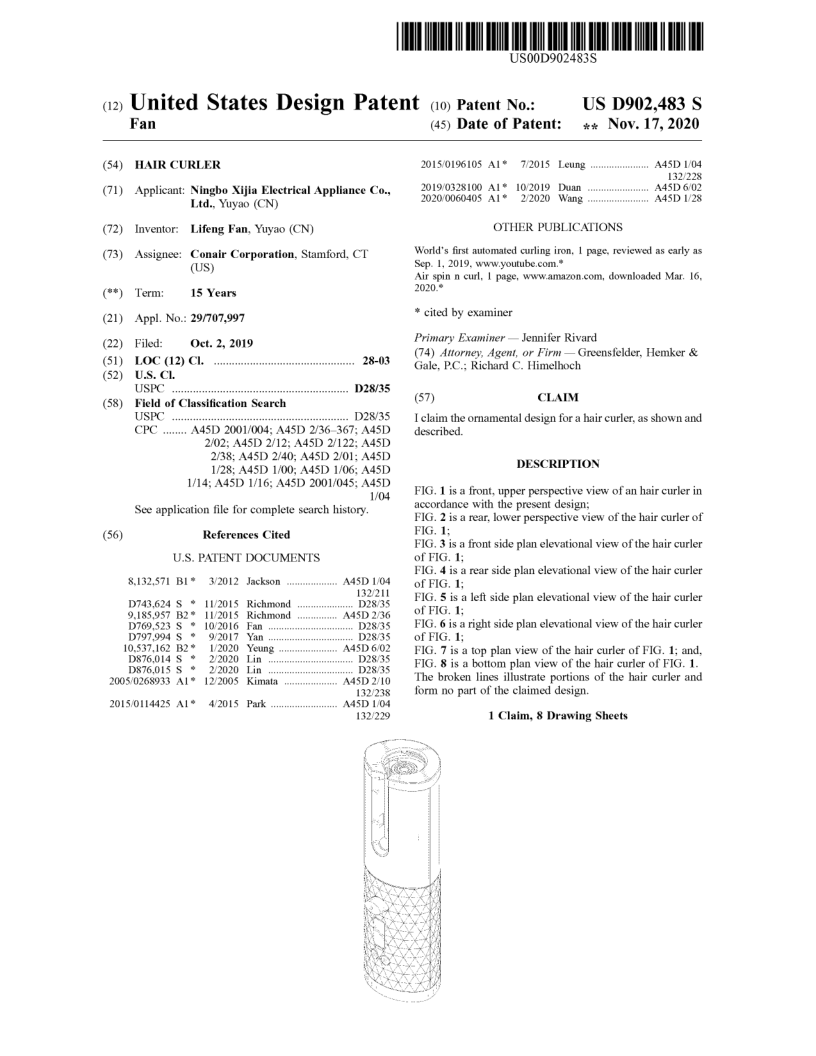 US00D902483S
(12) United States Design Patent (10) Patent No.: US D902,483 S
Fan (45) Date of Patent: ** Nov. 17, 2020
(54) HAIR CURLER
(71) Applicant: Ningbo Xijia Electrical Appliance Co.,
Ltd., Yuyao (CN)
(72) Inventor: Lifeng Fan, Yuyao (CN)
(73) Assignee: Conair Corporation, Stamford, CT
(US)
(**) Term: 15 Years
(21) Appl. No.: 29/707,997
(22) Filed: Oct. 2, 2019
(51) LOC (12) Cl. ............................................... 28-03
(52) U.S. Cl.
USPC ........................................................... D28/35
(58) Field of Classification Search
USPC ........................................................... D28/35
CPC ........ A45D 2001/004; A45D 2/36–367; A45D
2/02; A45D 2/12; A45D 2/122; A45D
2/38; A45D 2/40; A45D 2/01; A45D
1/28; A45D 1/00; A45D 1/06; A45D
1/14; A45D 1/16; A45D 2001/045; A45D
1/04
See application file for complete search history.
(56) References Cited
U.S. PATENT DOCUMENTS
8,132,571 B1 * 3/2012 Jackson ................... A45D 1/04
132/211
D743,624 S * 11/2015 Richmond ..................... D28/35
9,185,957 B2 * 11/2015 Richmond ............... A45D 2/36
D769,523 S * 10/2016 Fan ................................ D28/35
D797,994 S * 9/2017 Yan ................................ D28/35
10,537,162 B2 * 1/2020 Yeung ...................... A45D 6/02
D876,014 S * 2/2020 Lin ................................ D28/35
D876,015 S * 2/2020 Lin ................................ D28/35
2005/0268933 A1 * 12/2005 Kimata .................... A45D 2/10
132/238
2015/0114425 A1 * 4/2015 Park ......................... A45D 1/04
132/229
2015/0196105 A1 * 7/2015 Leung ...................... A45D 1/04
132/228
2019/0328100 A1 * 10/2019 Duan ....................... A45D 6/02
2020/0060405 A1 * 2/2020 Wang ....................... A45D 1/28
OTHER PUBLICATIONS
World's first automated curling iron, 1 page, reviewed as early as
Sep. 1, 2019, www.youtube.com.*
Air spin n curl, 1 page, www.amazon.com, downloaded Mar. 16,
2020.*
* cited by examiner
Primary Examiner — Jennifer Rivard
(74) Attorney, Agent, or Firm — Greensfelder, Hemker &
Gale, P.C.; Richard C. Himelhoch
(57) CLAIM
I claim the ornamental design for a hair curler, as shown and
described.
DESCRIPTION
FIG. 1 is a front, upper perspective view of an hair curler in
accordance with the present design;
FIG. 2 is a rear, lower perspective view of the hair curler of
FIG. 1;
FIG. 3 is a front side plan elevational view of the hair curler
of FIG. 1;
FIG. 4 is a rear side plan elevational view of the hair curler
of FIG. 1;
FIG. 5 is a left side plan elevational view of the hair curler
of FIG. 1;
FIG. 6 is a right side plan elevational view of the hair curler
of FIG. 1;
FIG. 7 is a top plan view of the hair curler of FIG. 1; and,
FIG. 8 is a bottom plan view of the hair curler of FIG. 1.
The broken lines illustrate portions of the hair curler and
form no part of the claimed design.
1 Claim, 8 Drawing Sheets